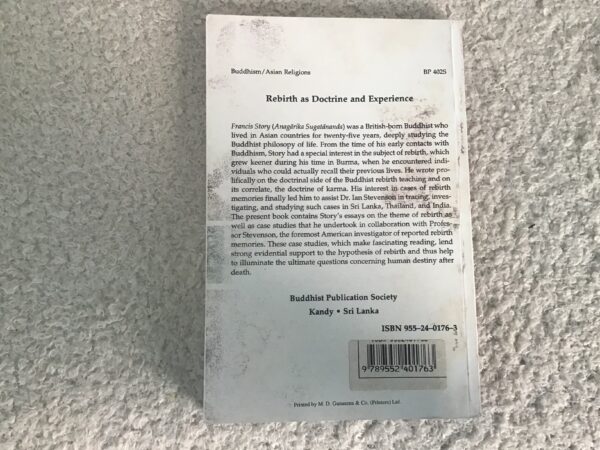 Buddhism/Asian Religions BP 402S
Rebirth as Doctrine and Experience
Francis Story (Anagārika Sugatānanda) was a British-born Buddhist who
lived in Asian countries for twenty-five years, deeply studying the
Buddhist philosophy of life. From the time of his early contacts with
Buddhism, Story had a special interest in the subject of rebirth, which
grew keener during his time in Burma, when he encountered indi-
viduals who could actually recall their previous lives. He wrote pro-
lifically on the doctrinal side of the Buddhist rebirth teaching and on
its correlate, the doctrine of karma. His interest in cases of rebirth
memories finally led him to assist Dr. Ian Stevenson in tracing, inves-
tigating, and studying such cases in Sri Lanka, Thailand, and India.
The present book contains Story's essays on the theme of rebirth as
well as case studies that he undertook in collaboration with Profes-
sor Stevenson, the foremost American investigator of reported rebirth
memories. These case studies, which make fascinating reading, lend
strong evidential support to the hypothesis of rebirth and thus help
to illuminate the ultimate questions concerning human destiny after
death.
Buddhist Publication Society
Kandy • Sri Lanka
ISBN 955-24-0176-3
9 789552 401763
Printed by M. D. Gunasena & Co. (Printers) Ltd.